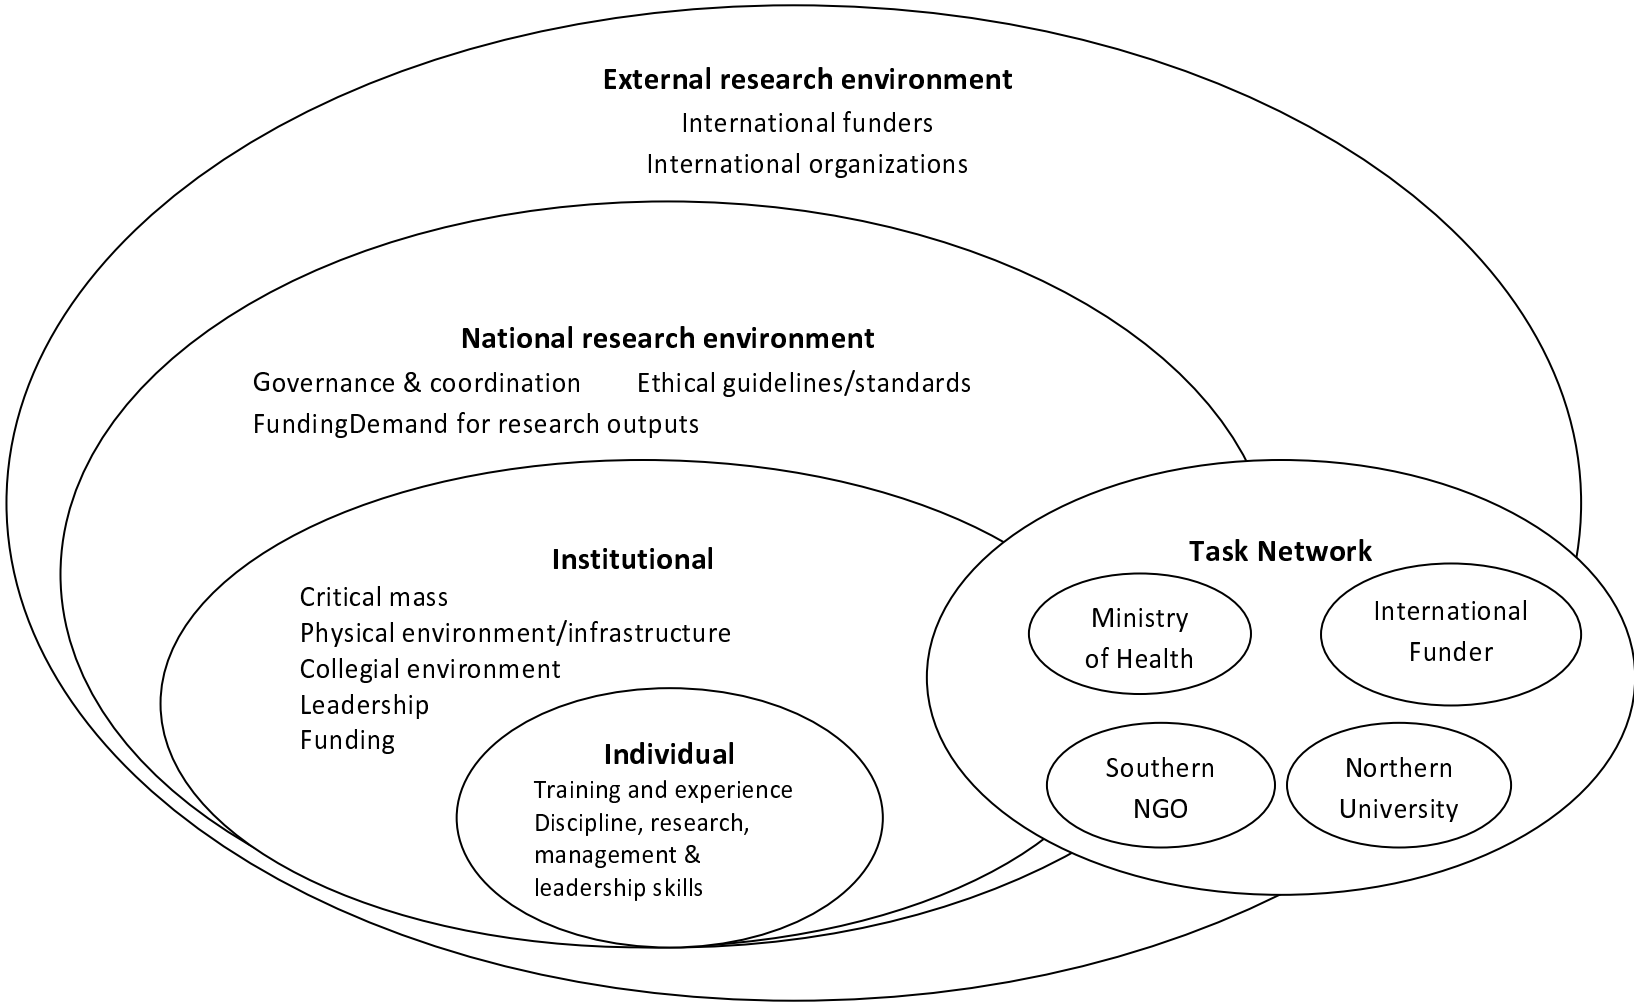 External research environment
International funders
International organizations
National research environment
Governance & coordination Ethical guidelines/standards
FundingDemand for research outputs
Institutional
Critical mass
Physical environment/infrastructure
Collegial environment
Leadership
Funding
Individual
Training and experience
Discipline, research,
management &
leadership skills
Task Network
Ministry
of Health
International
Funder
Southern
NGO
Northern
University